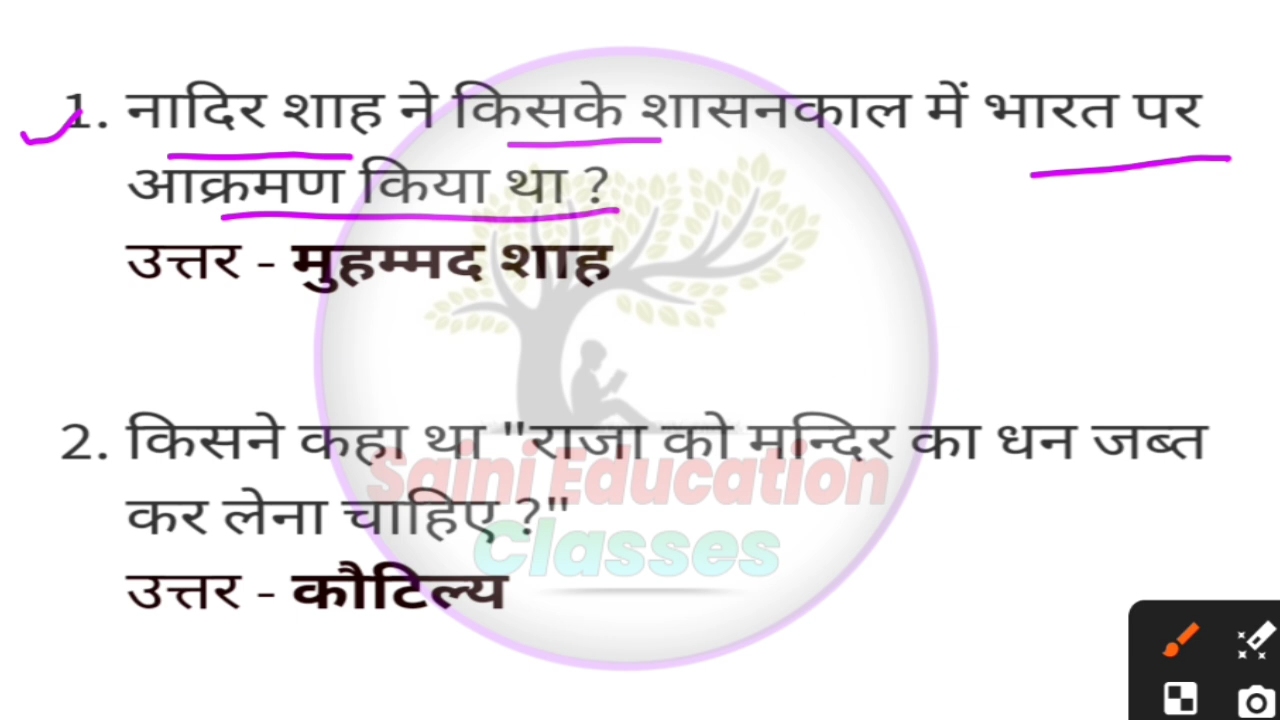 1. नादिर शाह ने किसके शासनकाल में भारत पर
आक्रमण किया था ?
उत्तर - मुहम्मद शाह
2. किसने कहा था "राजा को मन्दिर का धन जब्त
कर लेना चाहिए ?"
उत्तर - कौटिल्य
Saini Education
Classes